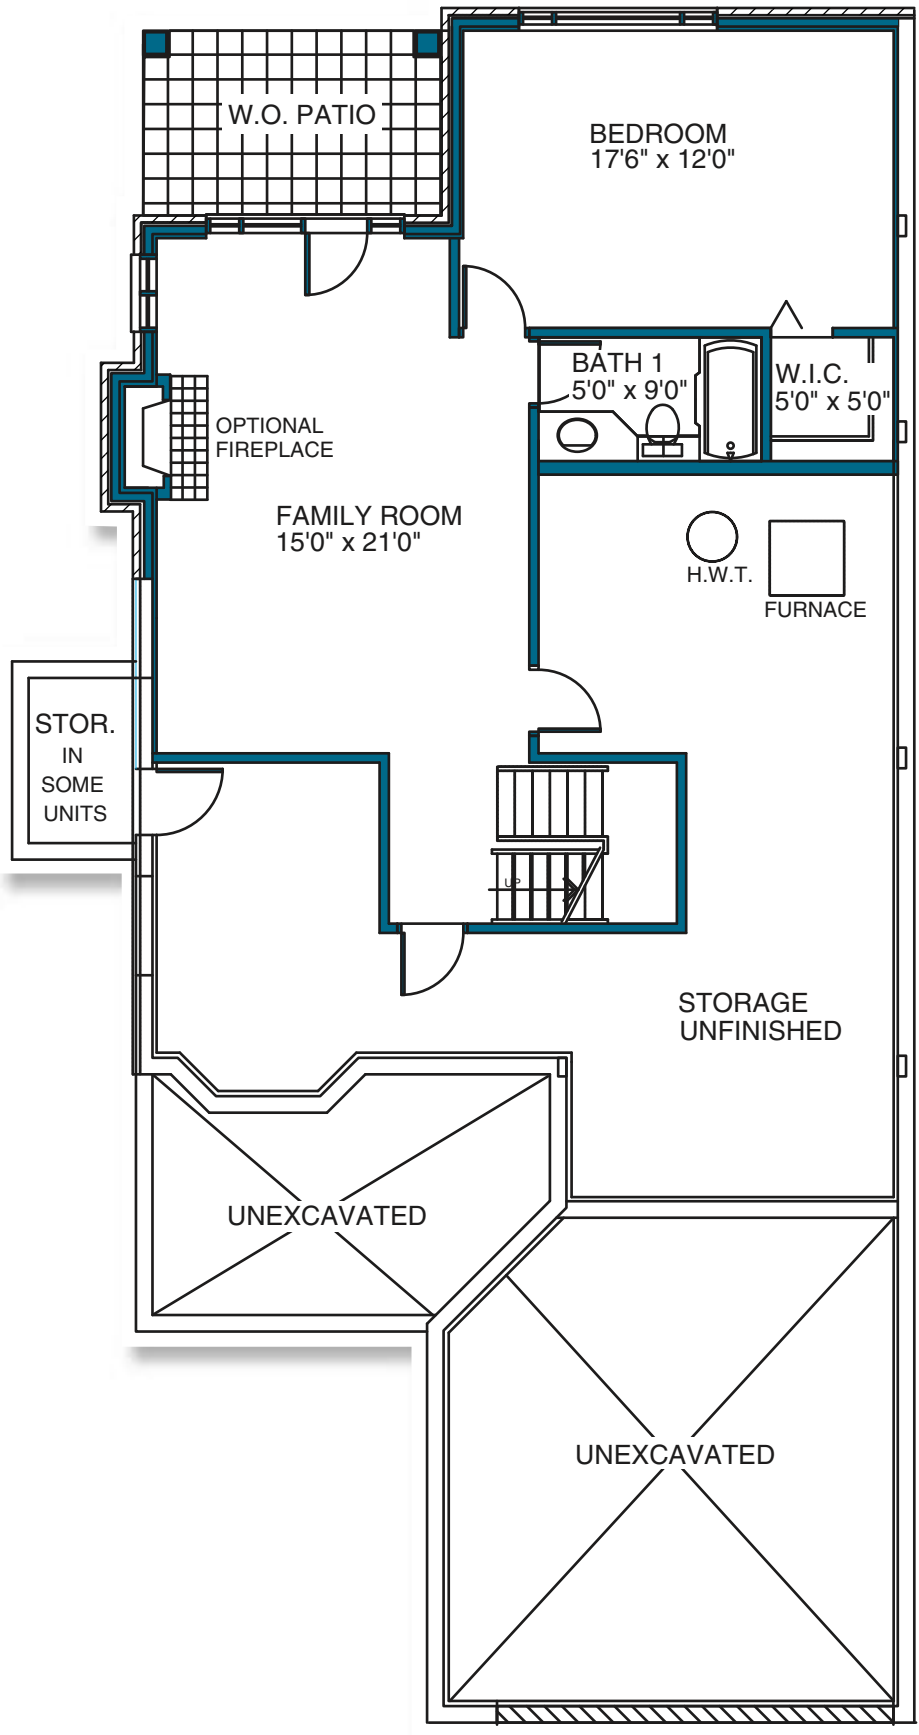 W.O. PATIO
BEDROOM
17'6" x 12'0"
BATH 1
5'0" x 9'0"
W.I.C.
5'0" x 5'0"
OPTIONAL
FIREPLACE
FAMILY ROOM
15'0" x 21'0"
H.W.T.
FURNACE
STOR.
IN
SOME
UNITS
UP
STORAGE
UNFINISHED
UNEXCAVATED
UNEXCAVATED